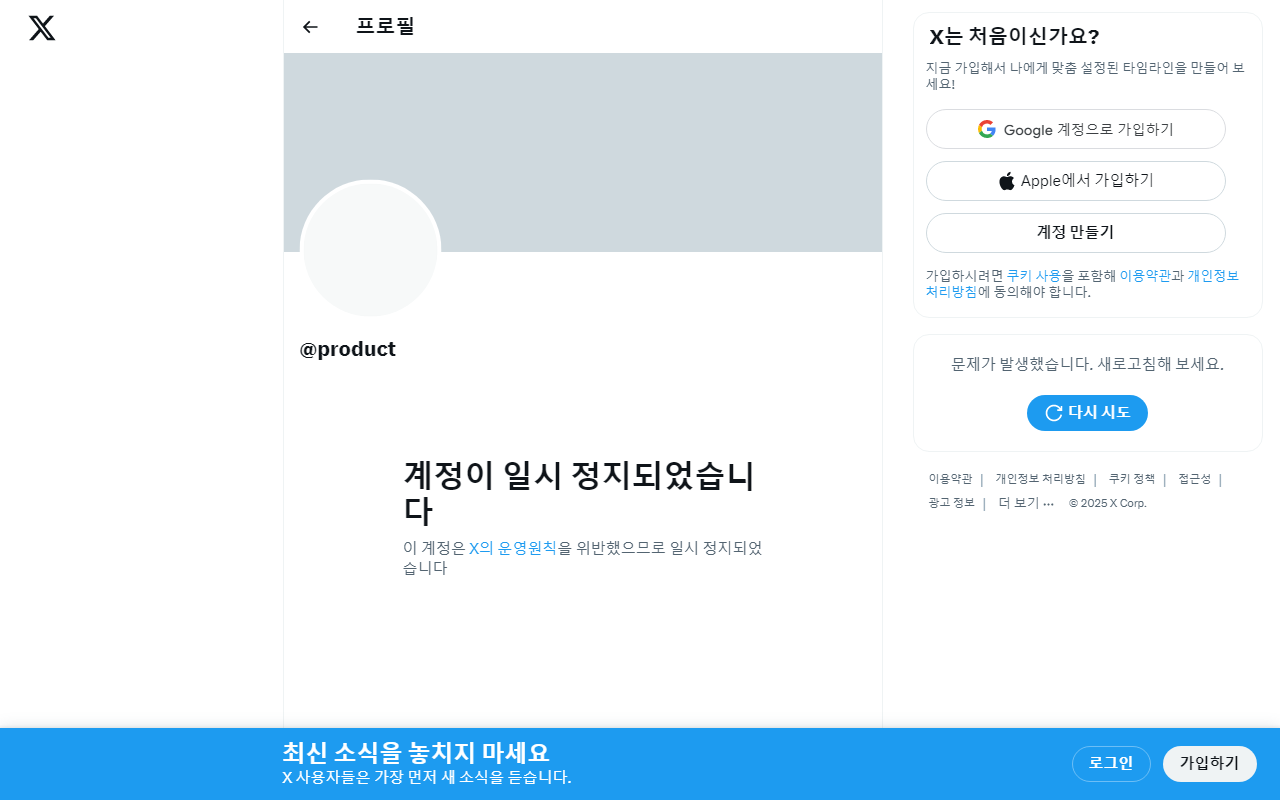 프로필
@product
계정이 일시 정지되었습니
다
이 계정은 X의 운영원칙을 위반했으므로 일시 정지되었
습니다
X는 처음이신가요?
지금 가입해서 나에게 맞춤 설정된 타임라인을 만들어 보
세요!
Google 계정으로 가입하기
Apple에서 가입하기
계정 만들기
가입하시려면 쿠키 사용을 포함해 이용약관과 개인정보
처리방침에 동의해야 합니다.
문제가 발생했습니다. 새로고침해 보세요.
다시 시도
이용약관 | 개인정보 처리방침 | 쿠키 정책 | 접근성 |
광고 정보 | 더 보기 ··· © 2025 X Corp.
최신 소식을 놓치지 마세요
X 사용자들은 가장 먼저 새 소식을 듣습니다.
로그인
가입하기